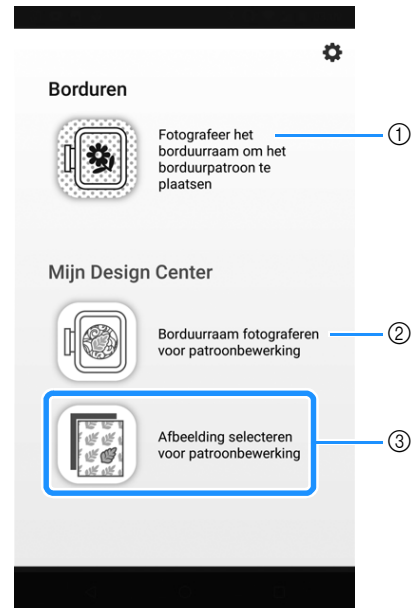 Borduren
Fotografeer het
borduurraam om het
borduurpatroon te
plaatsen
①
Mijn Design Center
Borduurraam fotograferen
voor patroonbewerking
②
Afbeelding selecteren
voor patroonbewerking
③